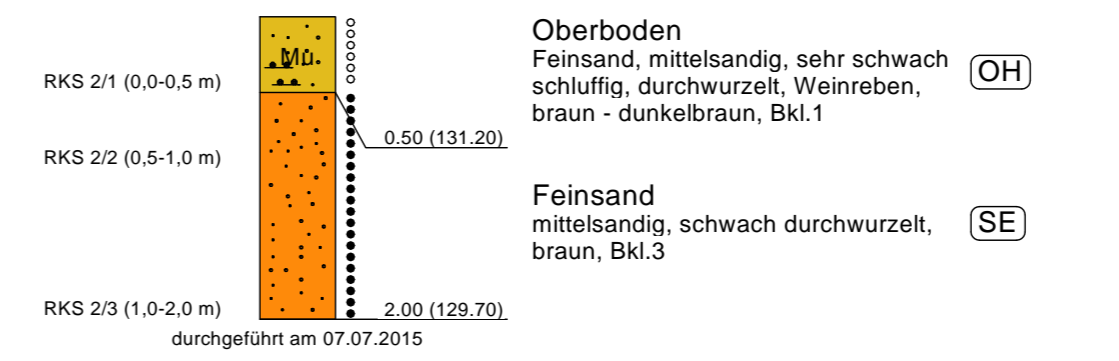 Oberboden
Feinsand, mittelsandig, sehr schwach
schluffig, durchwurzelt, Weinreben,
braun - dunkelbraun, Bkl.1
OH
Mu
RKS 2/1 (0,0-0,5 m)
0.50 (131.20)
RKS 2/2 (0,5-1,0 m)
Feinsand
mittelsandig, schwach durchwurzelt,
braun, Bkl.3
SE
RKS 2/3 (1,0-2,0 m)
2.00 (129.70)
durchgeführt am 07.07.2015